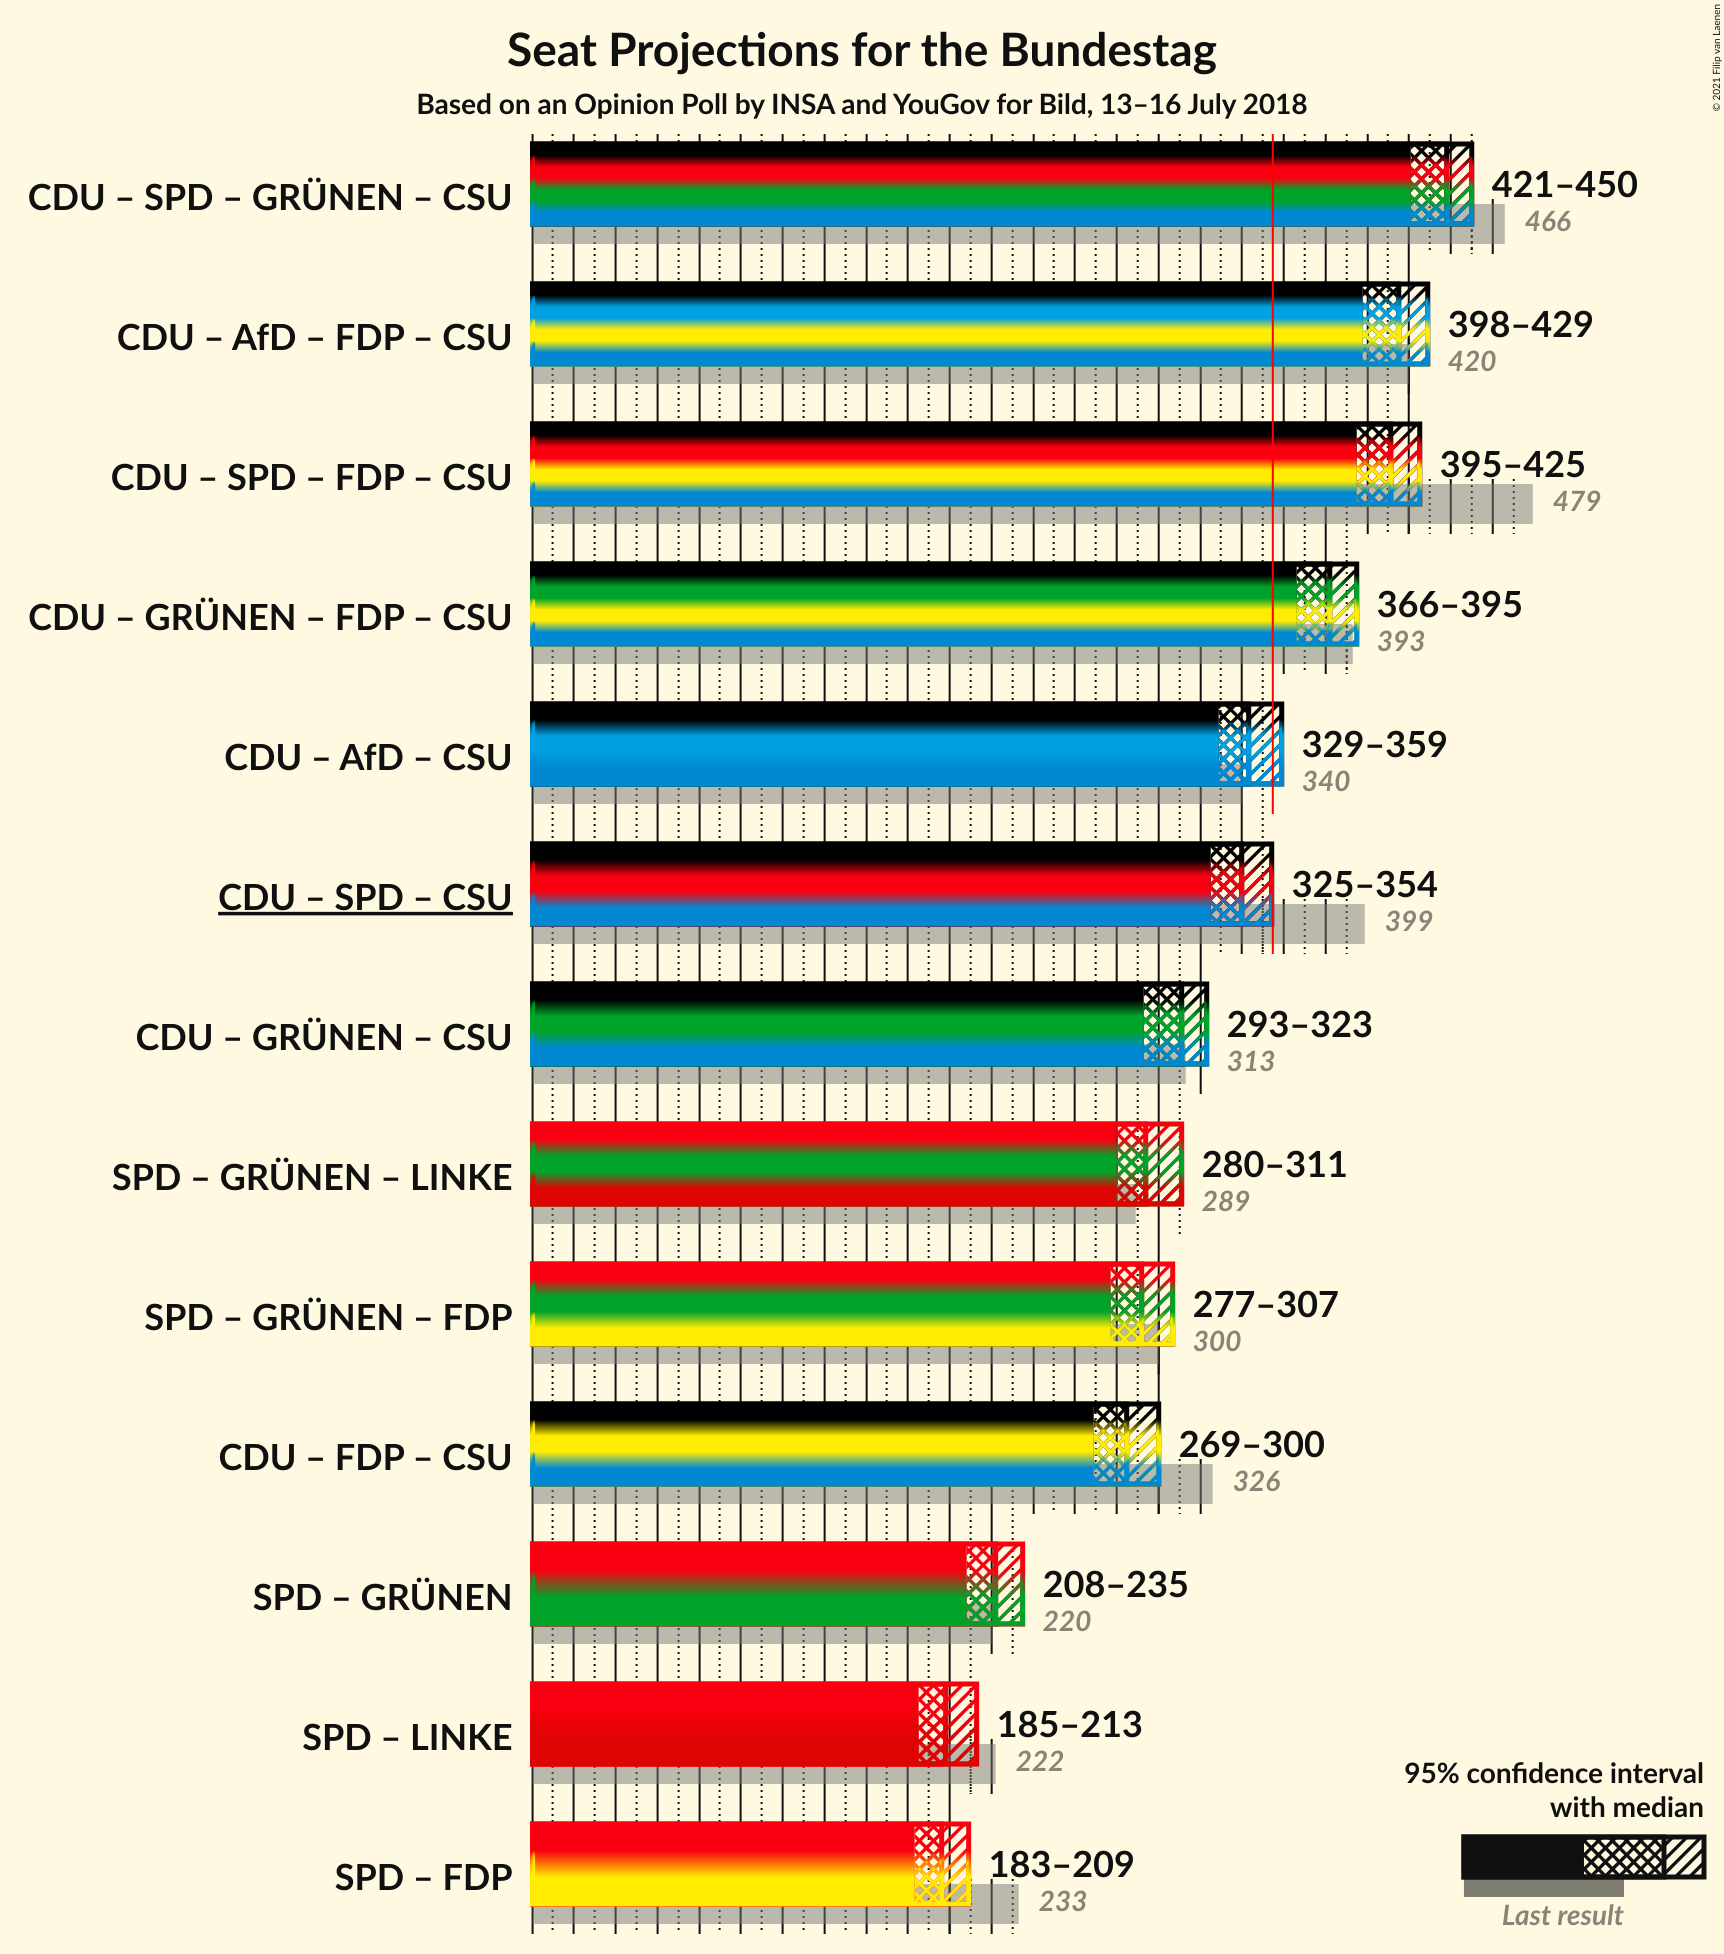 Seat Projections for the Bundestag
Based on an Opinion Poll by INSA and YouGov for Bild, 13–16 July 2018
© 2021 Filip van Laenen
CDU – SPD – GRÜNEN – CSU
421–450
466
CDU – AfD – FDP – CSU
398–429
420
CDU – SPD – FDP – CSU
395–425
479
CDU – GRÜNEN – FDP – CSU
366–395
393
CDU – AfD – CSU
329–359
340
CDU – SPD – CSU
325–354
399
CDU – GRÜNEN – CSU
293–323
313
SPD – GRÜNEN – LINKE
280–311
289
SPD – GRÜNEN – FDP
277–307
300
CDU – FDP – CSU
269–300
326
SPD – GRÜNEN
208–235
220
SPD – LINKE
185–213
222
SPD – FDP
183–209
233
95% confidence interval
with median
Last result